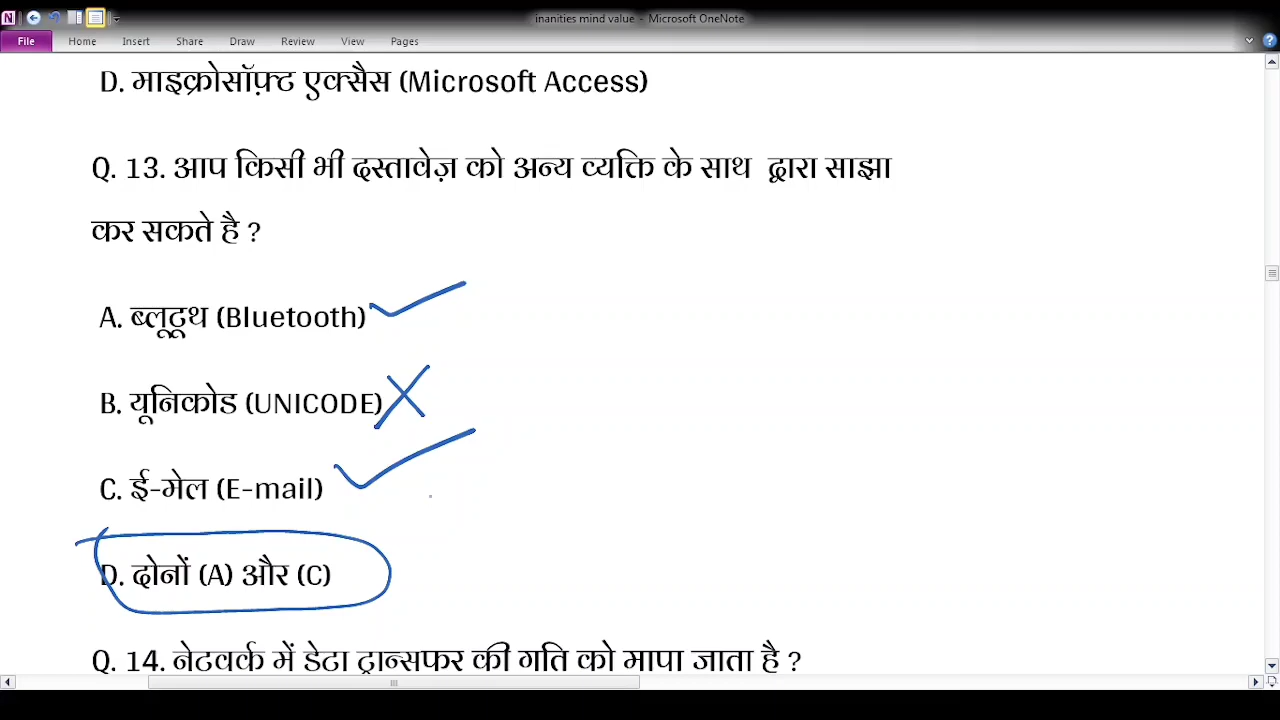 inanities mind value - Microsoft OneNote
File Home Insert Share Draw Review View Pages
D. माइक्रोसॉफ़्ट एक्सैस (Microsoft Access)
Q. 13. आप किसी भी दस्तावेज़ को अन्य व्यक्ति के साथ द्वारा साझा
कर सकते है ?
A. ब्लूटूथ (Bluetooth)
B. यूनिकोड (UNICODE)
C. ई-मेल (E-mail)
D. दोनों (A) और (C)
Q. 14. नेटवर्क में डेटा ट्रान्सफर की गति को मापा जाता है ?